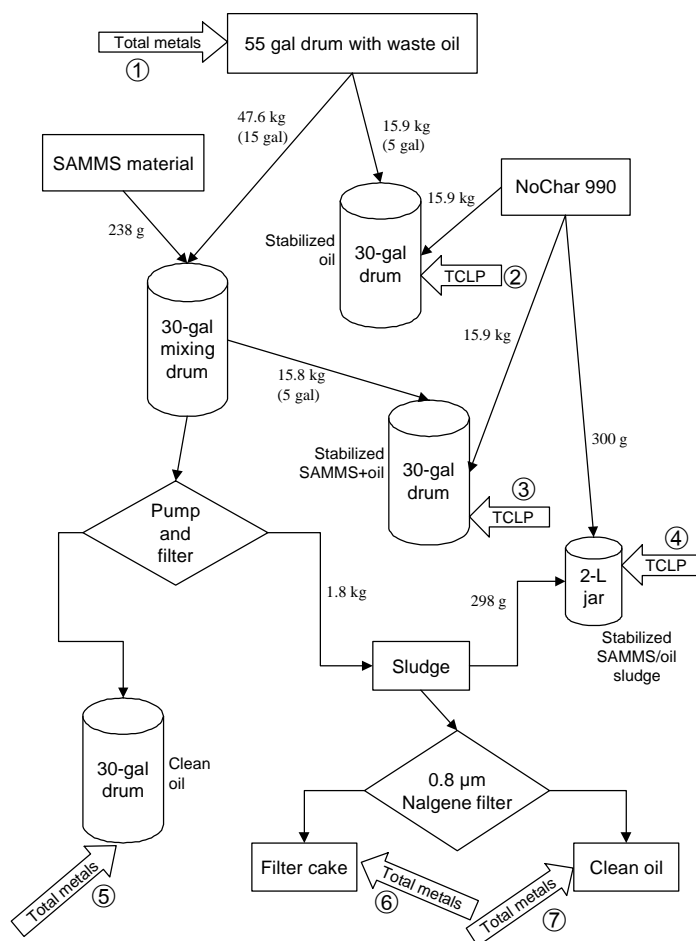 Total metals
①
55 gal drum with waste oil
47.6 kg
(15 gal)
15.9 kg
(5 gal)
SAMMS material
NoChar 990
238 g
15.9 kg
Stabilized
oil
30-gal
drum
TCLP
②
30-gal
mixing
drum
15.9 kg
15.8 kg
(5 gal)
300 g
Stabilized
SAMMS+oil
30-gal
drum
③
TCLP
Pump
and
filter
④
TCLP
2-L
jar
1.8 kg
298 g
Stabilized
SAMMS/oil
sludge
Sludge
30-gal
drum
Clean
oil
0.8 µm
Nalgene filter
Filter cake
Clean oil
Total metals
⑤
Total metals
⑥
Total metals
⑦